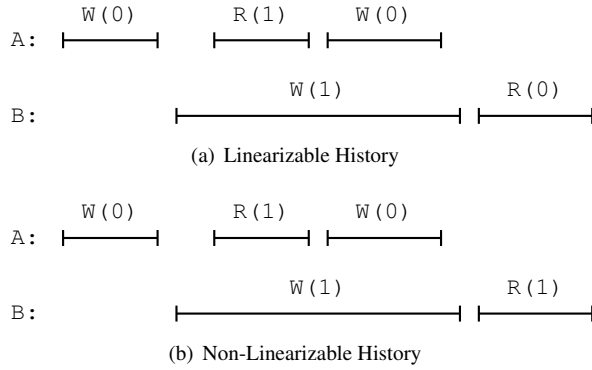 W(0) R(1) W(0)
A:
W(1) R(0)
B:
(a) Linearizable History
W(0) R(1) W(0)
A:
W(1) R(1)
B:
(b) Non-Linearizable History